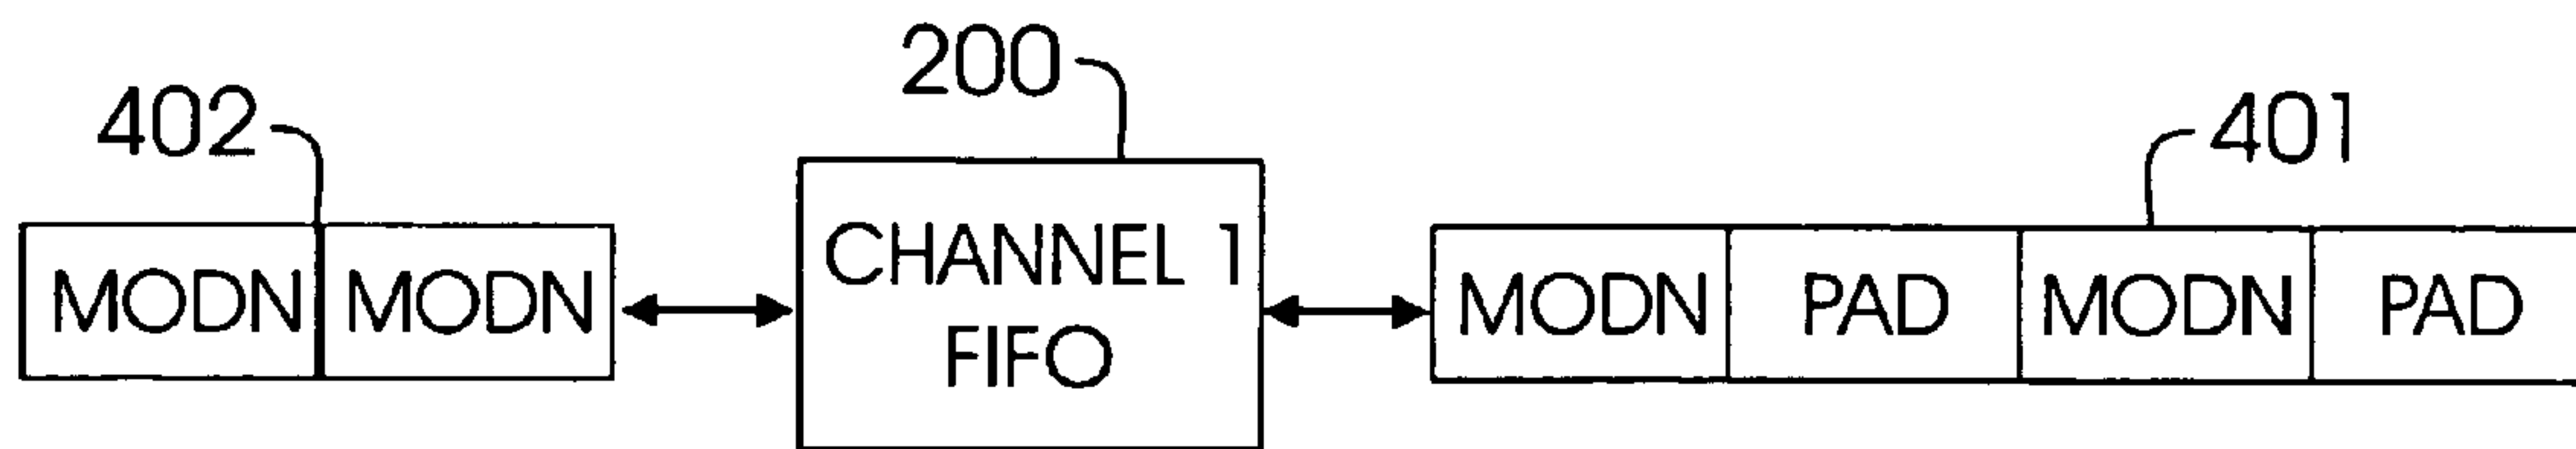 200
402
401
MODN MODN
CHANNEL 1
FIFO
MODN PAD MODN PAD